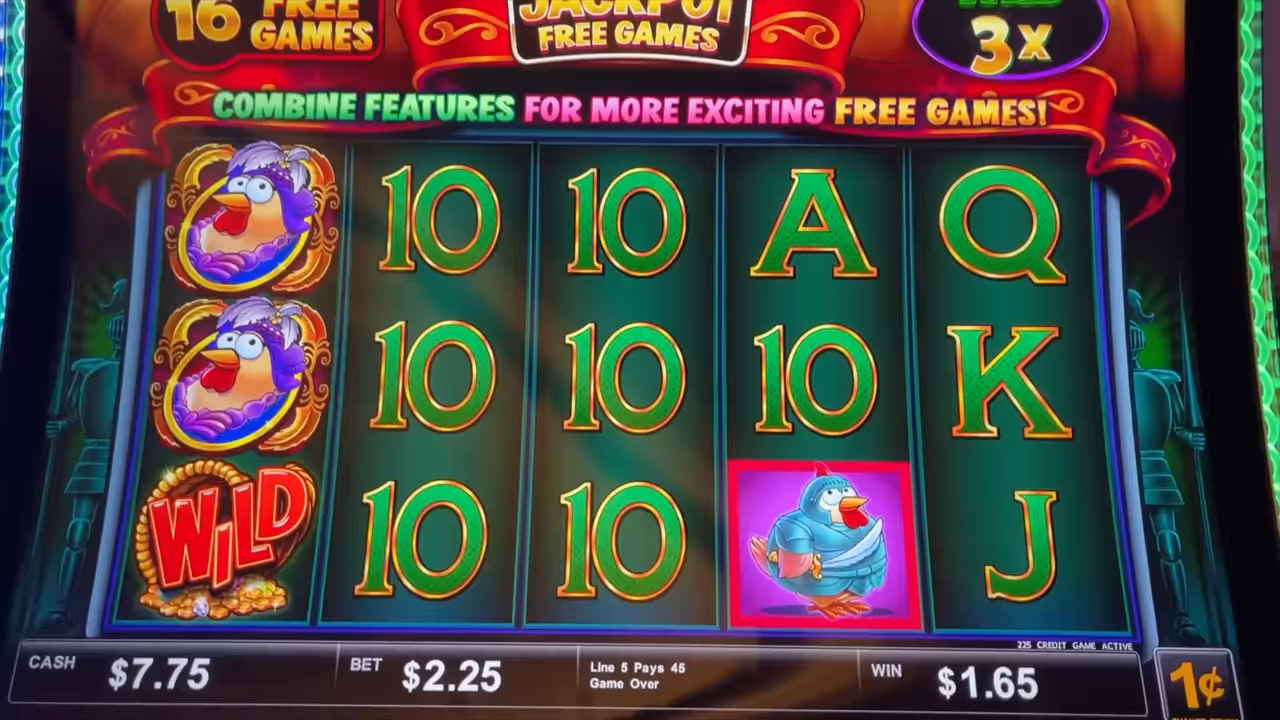 16 FREE GAMES
JACKPOT FREE GAMES
3X
COMBINE FEATURES FOR MORE EXCITING FREE GAMES!
10 10 A Q
10 10 10 K
WILD 10 10 J
225 CREDIT GAME ACTIVE
CASH $7.75
BET $2.25
Line 5 Pays 45
Game Over
WIN $1.65
1¢